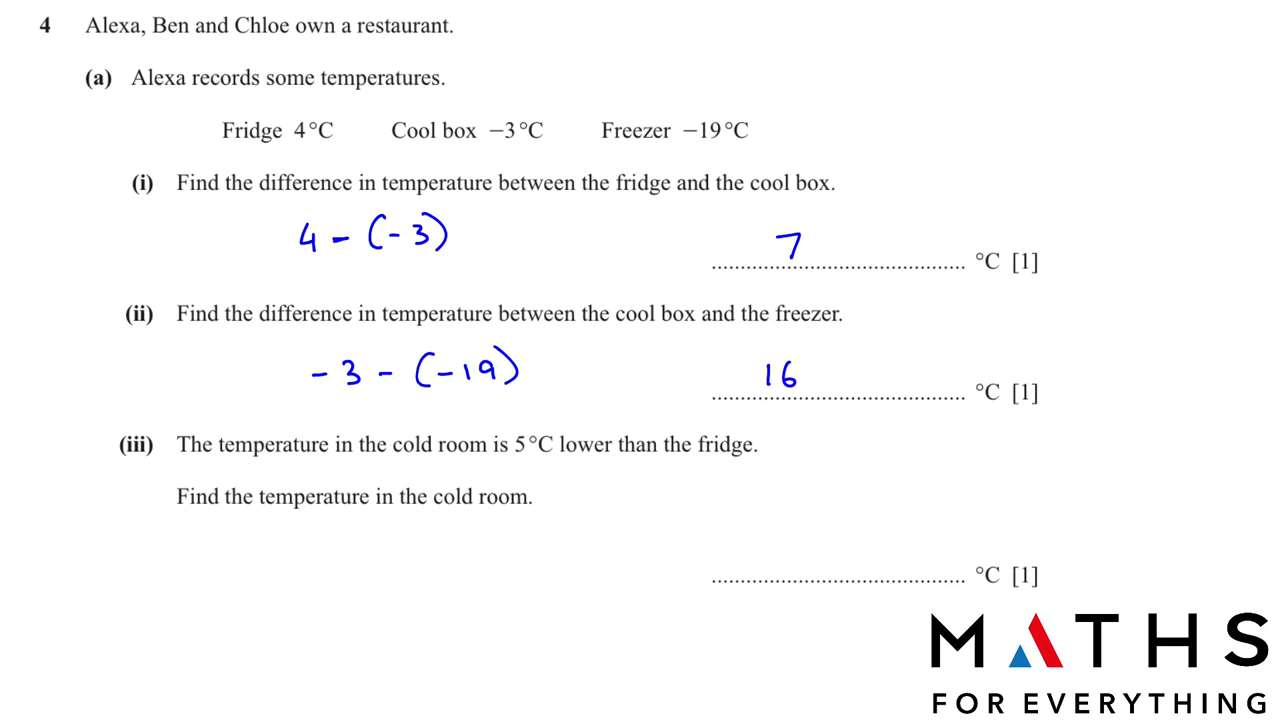 4 Alexa, Ben and Chloe own a restaurant.
(a) Alexa records some temperatures.
Fridge 4 °C Cool box −3 °C Freezer −19 °C
(i) Find the difference in temperature between the fridge and the cool box.
4 - (-3) 7
.......................................... °C [1]
(ii) Find the difference in temperature between the cool box and the freezer.
-3 - (-19) 16
.......................................... °C [1]
(iii) The temperature in the cold room is 5 °C lower than the fridge.
Find the temperature in the cold room.
.......................................... °C [1]
MATHS
FOR EVERYTHING